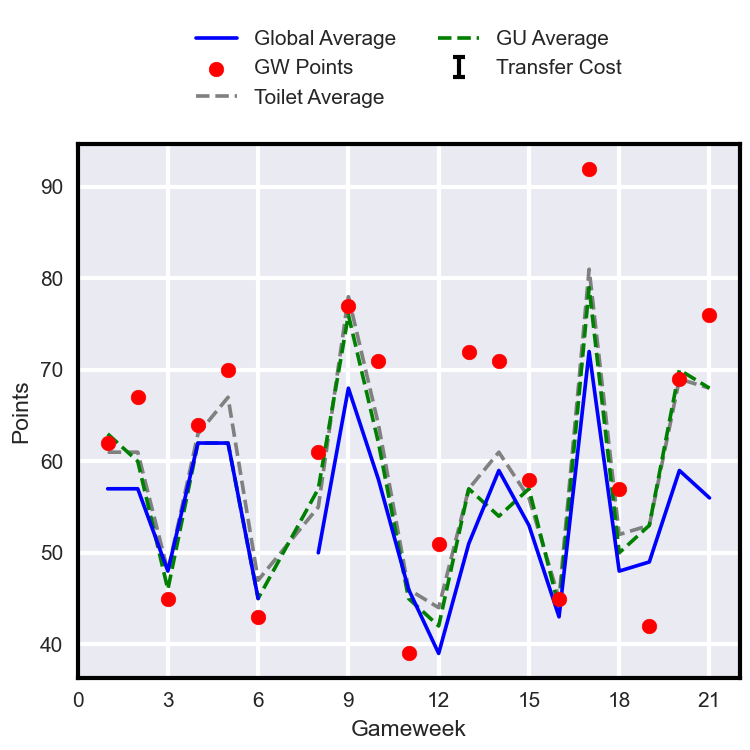 Global Average
GW Points
Toilet Average
GU Average
Transfer Cost
90
80
70
60
50
40
Points
0 3 6 9 12 15 18 21
Gameweek